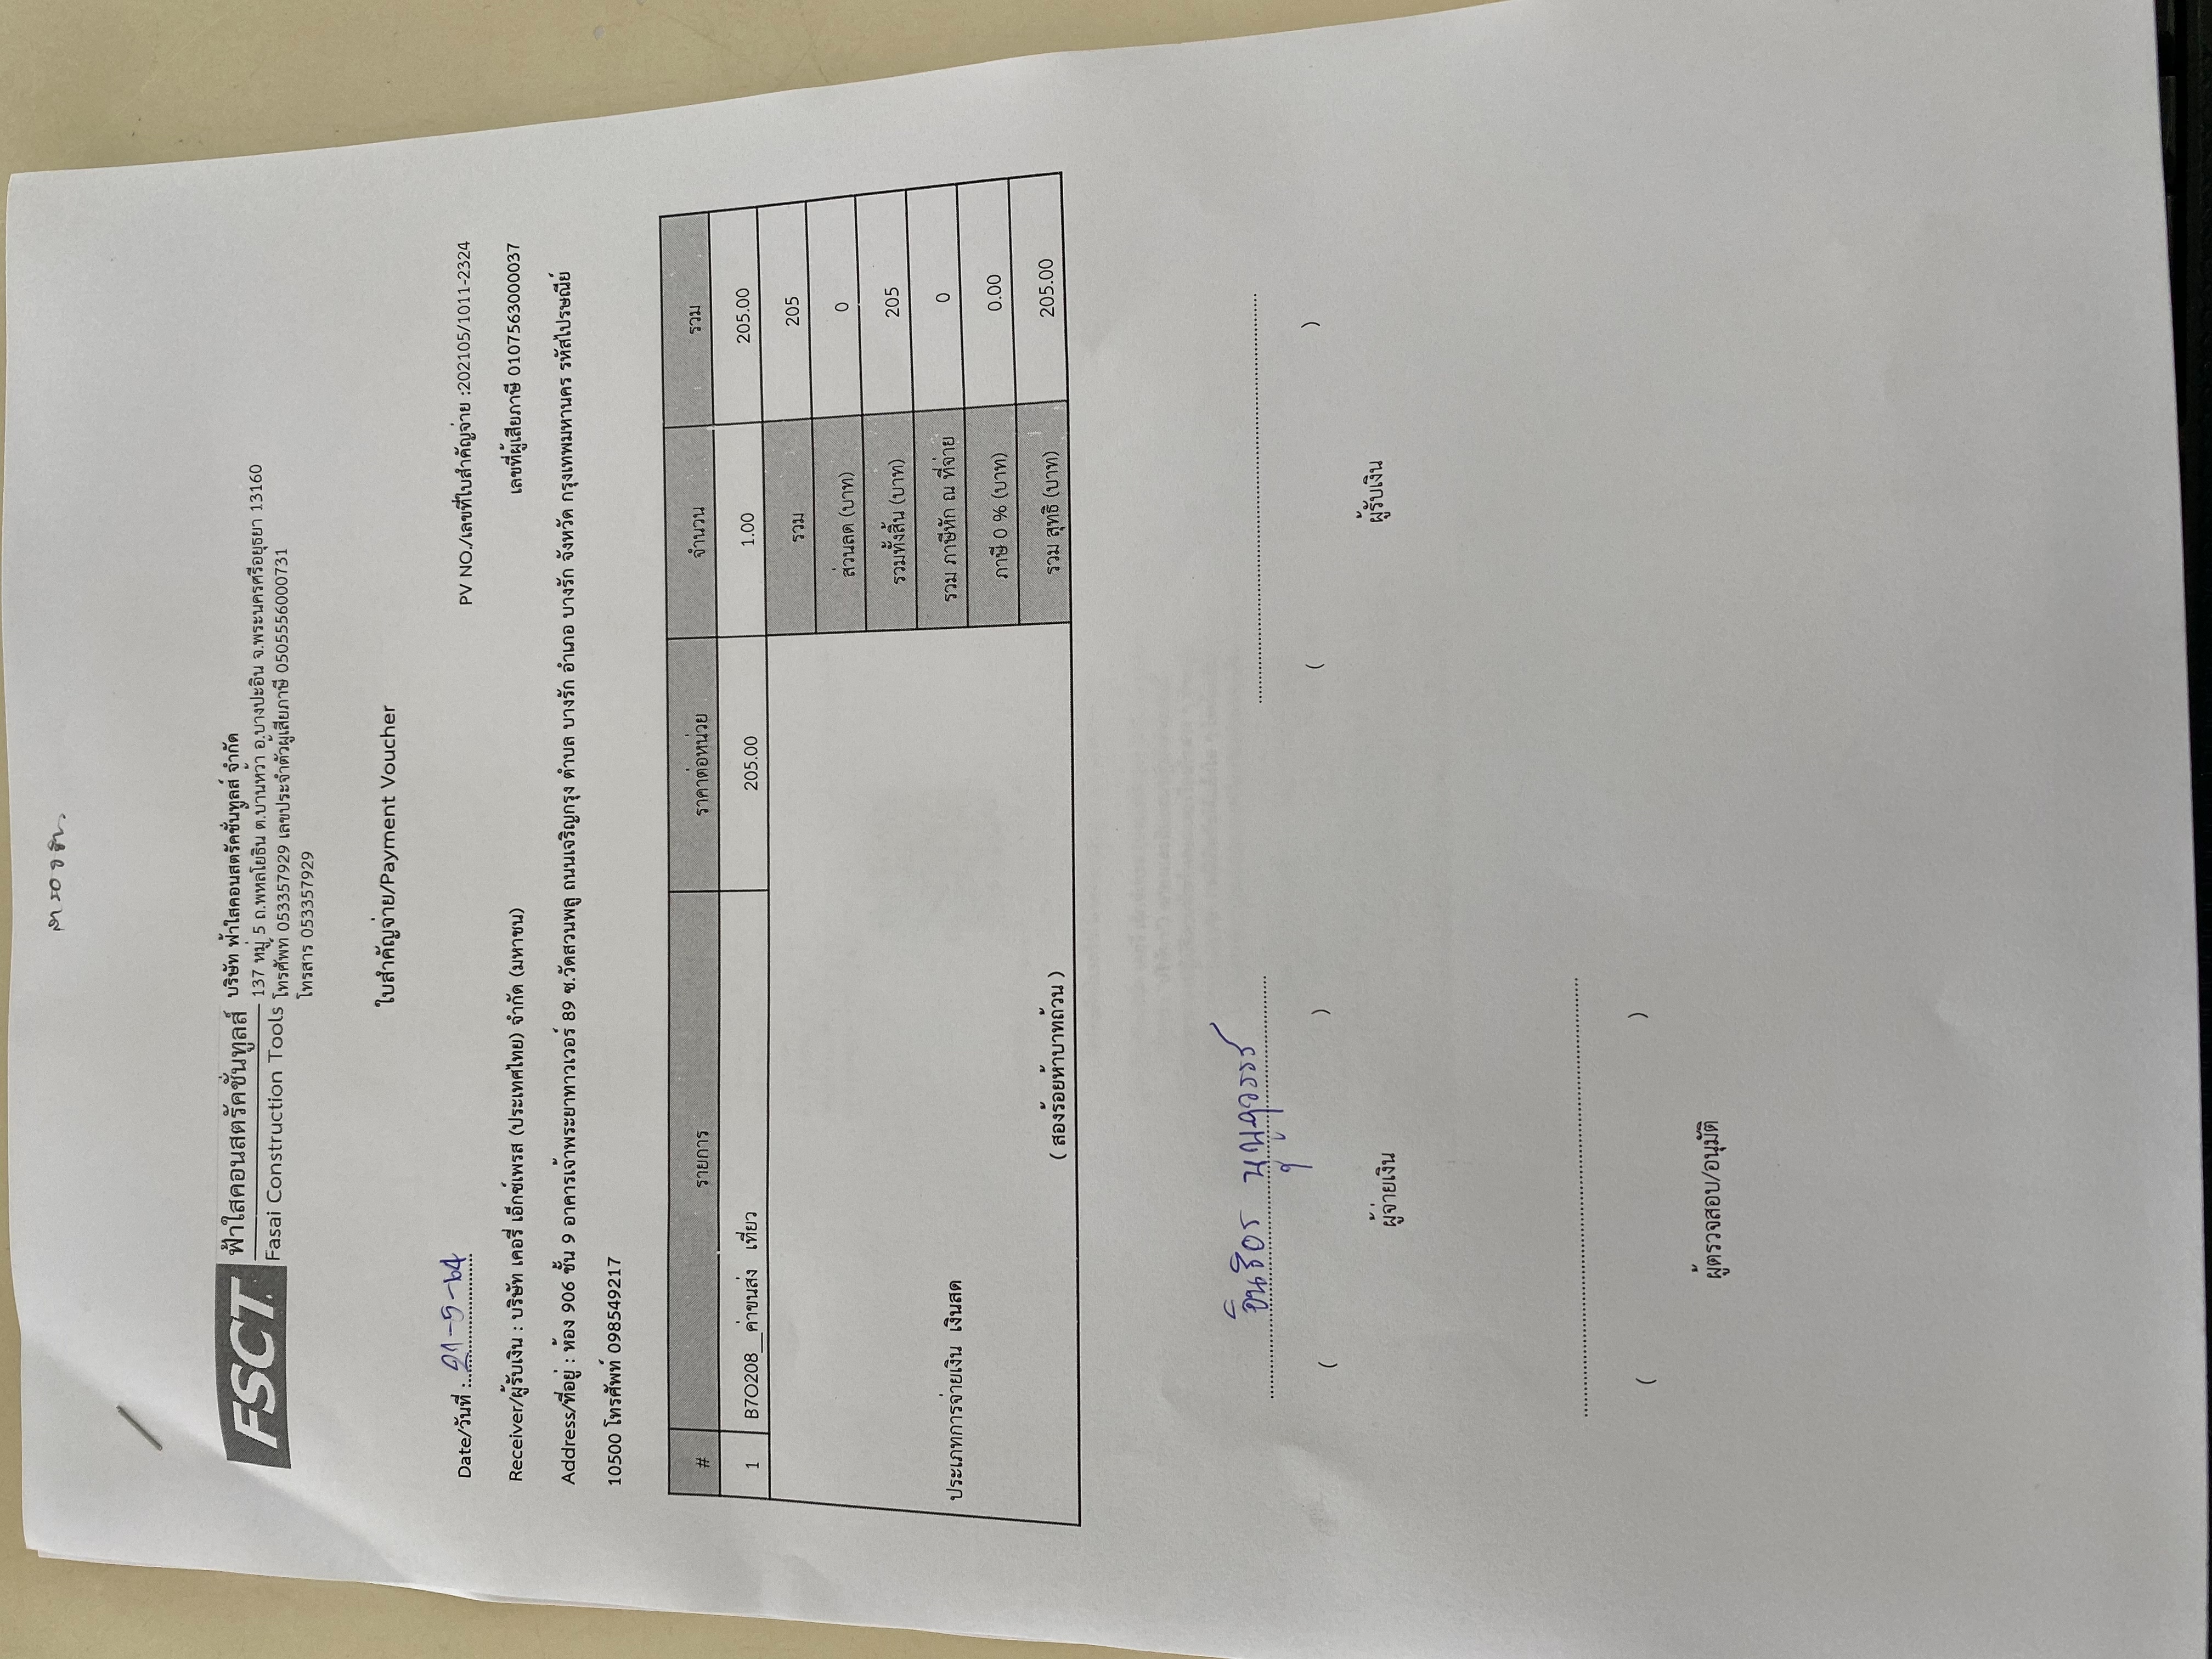 FSCT
ฟ้าใสคอนสตรัคชั่นทูลส์
Fasai Construction Tools
บริษัท ฟ้าใสคอนสตรัคชั่นทูลส์ จำกัด
137 หมู่ 5 ถ.พหลโยธิน ต.บ้านหว้า อ.บางปะอิน จ.พระนครศรีอยุธยา 13160
โทรศัพท์ 053357929 เลขประจำตัวผู้เสียภาษี 0505556000731
โทรสาร 053357929
ใบสำคัญจ่าย/Payment Voucher
Date/วันที่ : 21-5-64
PV NO./เลขที่ใบสำคัญจ่าย :202105/1011-2324
Receiver/ผู้รับเงิน : บริษัท เคอรี่ เอ็กซ์เพรส (ประเทศไทย) จำกัด (มหาชน)
เลขที่ผู้เสียภาษี 0107563000037
Address/ที่อยู่ : ห้อง 906 ชั้น 9 อาคารเจ้าพระยาทาวเวอร์ 89 ซ.วัดสวนพลู ถนนเจริญกรุง ตำบล บางรัก อำเภอ บางรัก จังหวัด กรุงเทพมหานคร รหัสไปรษณีย์
10500 โทรศัพท์ 098549217
# รายการ ราคาต่อหน่วย จำนวน รวม
1 B7O208__ค่าขนส่ง เที่ยว 205.00 1.00 205.00
รวม 205
ส่วนลด (บาท) 0
รวมทั้งสิ้น (บาท) 205
ประเภทการจ่ายเงิน เงินสด
รวม ภาษีหัก ณ ที่จ่าย 0
ภาษี 0 % (บาท) 0.00
( สองร้อยห้าบาทถ้วน )
รวม สุทธิ (บาท) 205.00
( )
( )
ผู้จ่ายเงิน
ผู้รับเงิน
( )
ผู้ตรวจสอบ/อนุมัติ